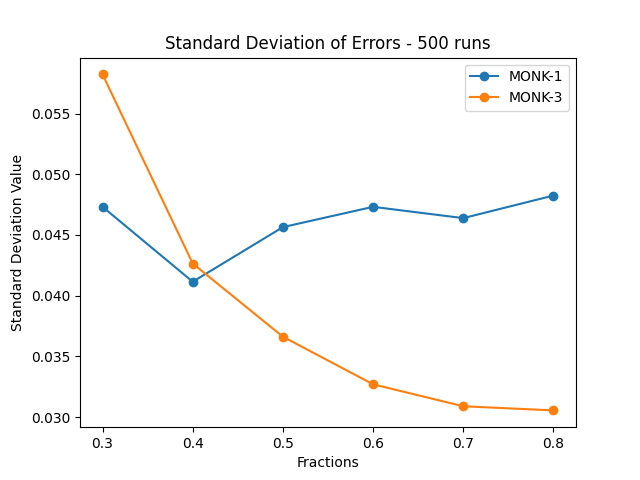 Standard Deviation of Errors - 500 runs
MONK-1
MONK-3
Standard Deviation Value
0.055
0.050
0.045
0.040
0.035
0.030
0.3 0.4 0.5 0.6 0.7 0.8
Fractions